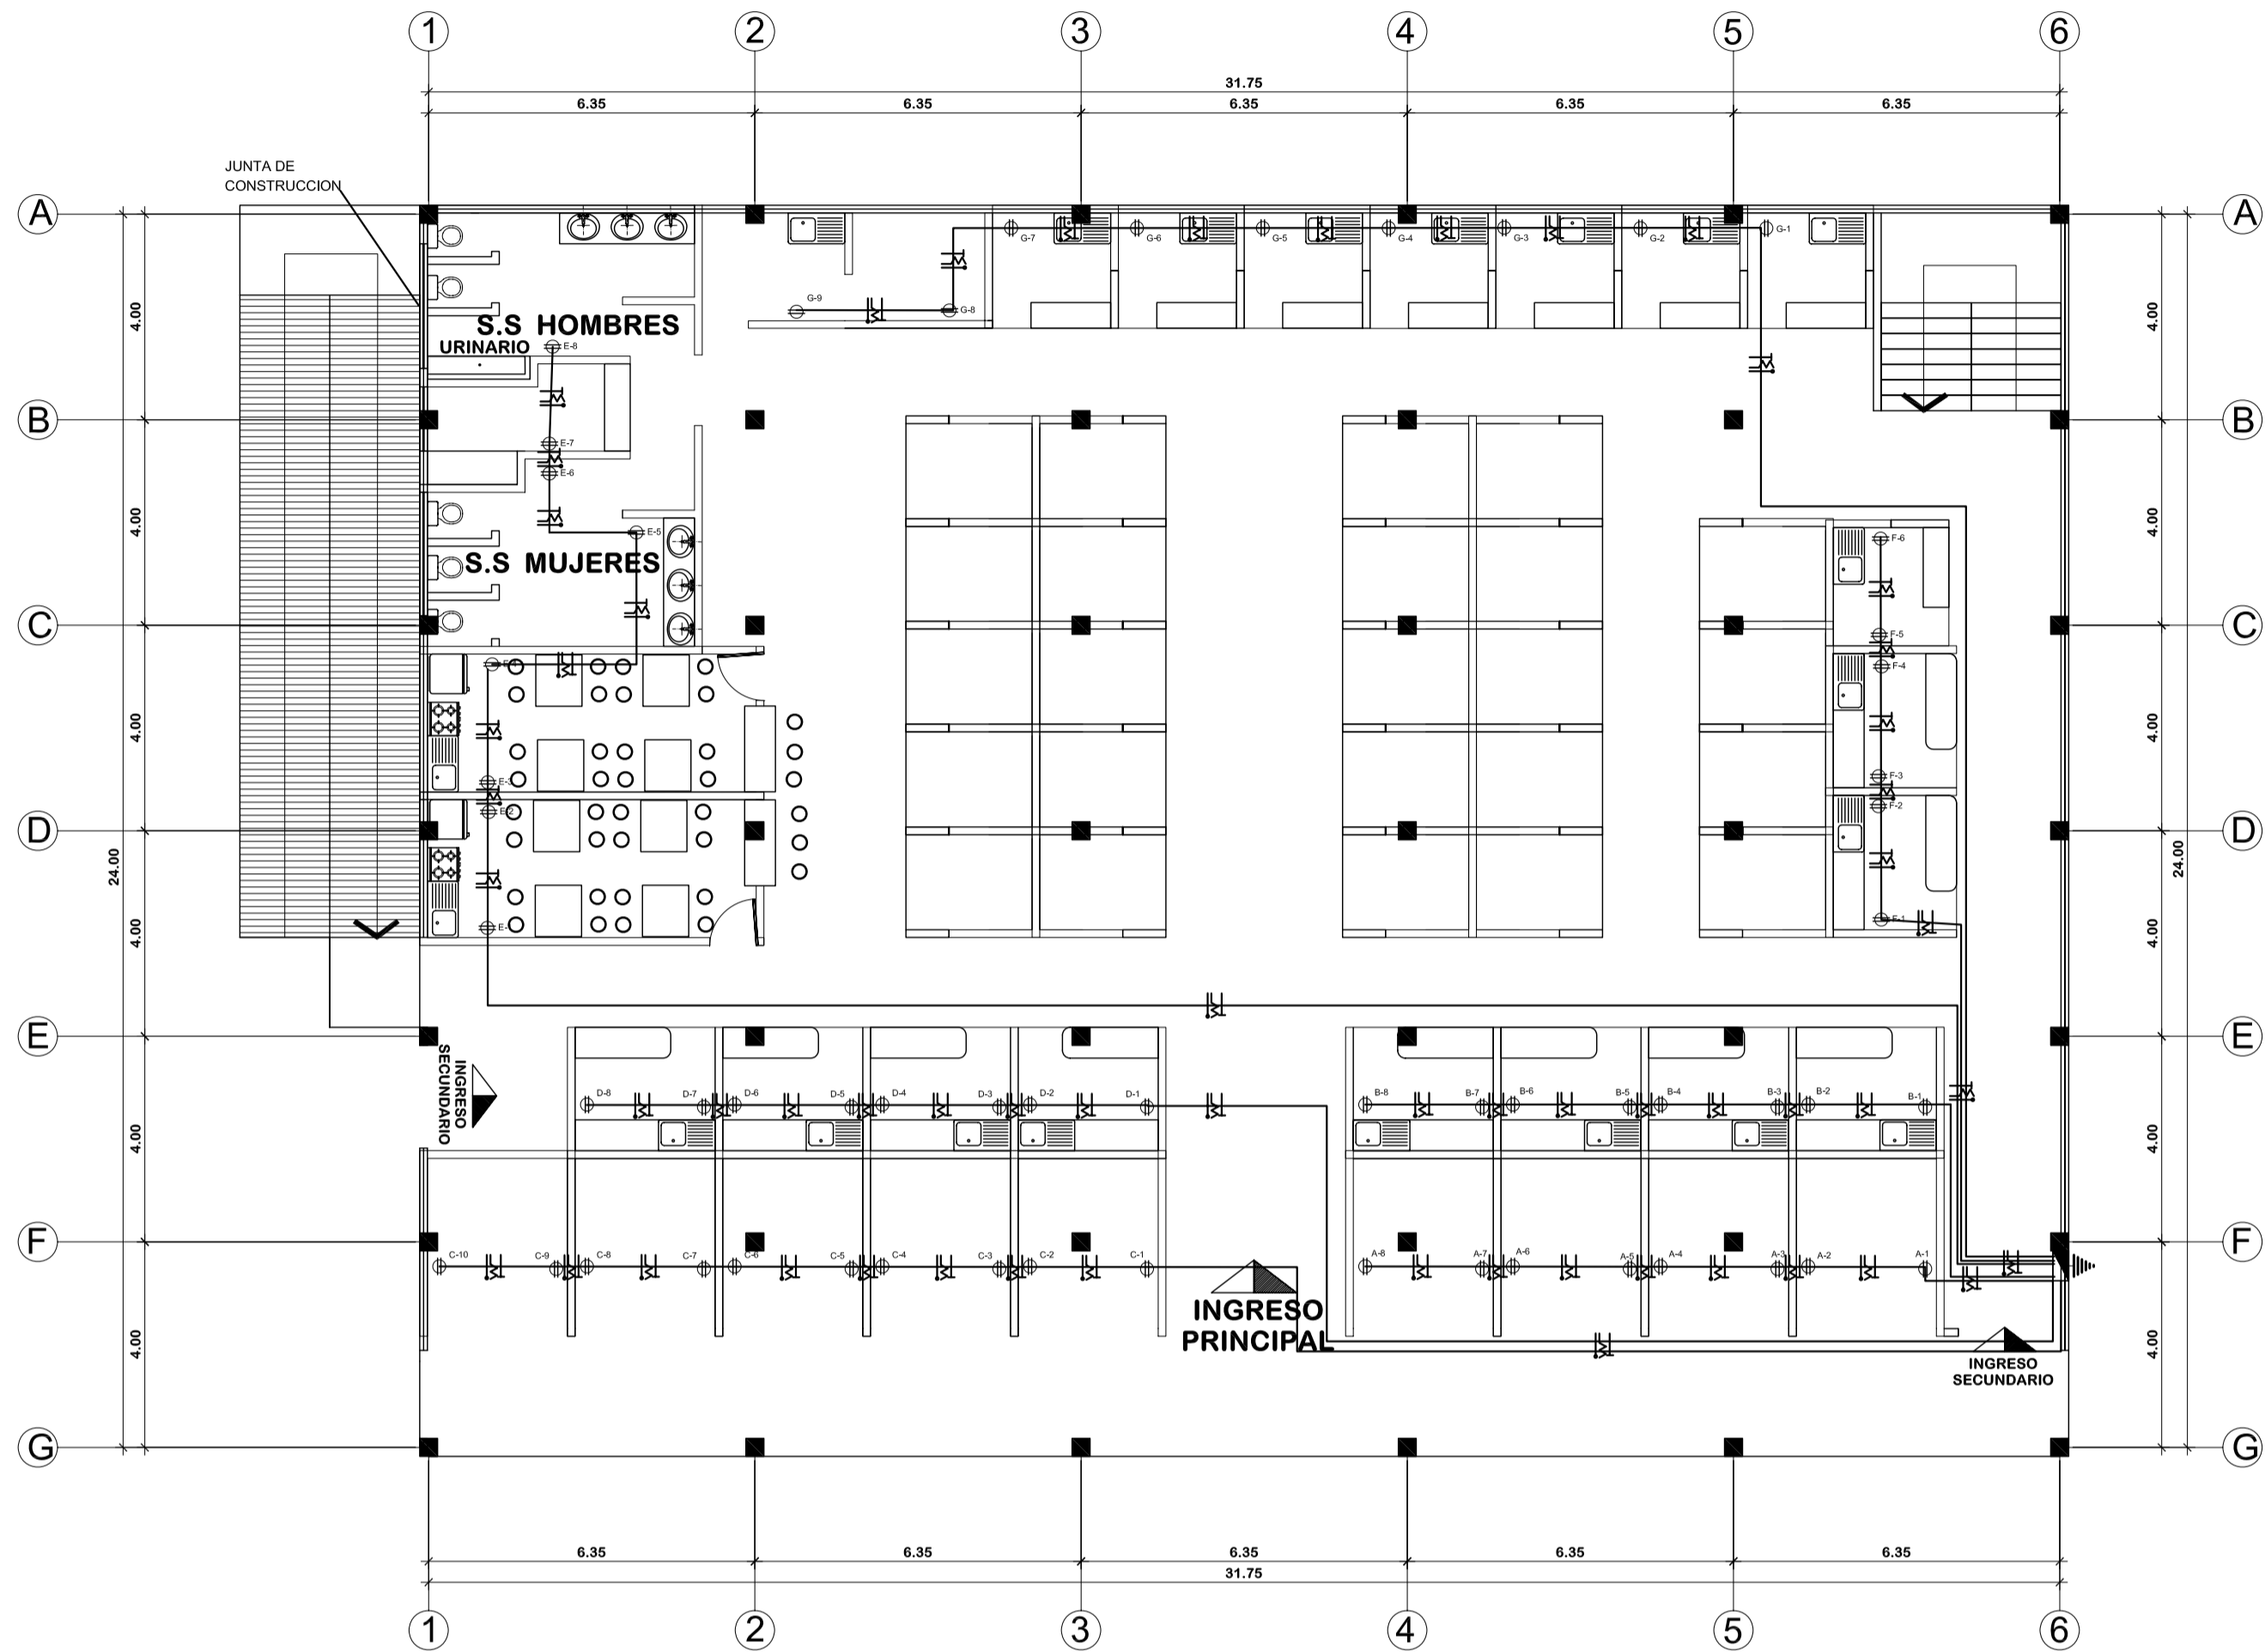 1 2 3 4 5 6
31.75
6.35 6.35 6.35 6.35 6.35
JUNTA DE
CONSTRUCCION
A A
G-7 G-6 G-5 G-4 G-3 G-2 G-1
G-9 G-8
4.00 4.00
S.S HOMBRES
URINARIO E-8
B B
E-7
E-6
4.00 4.00
E-5 F-6
S.S MUJERES
C C
F-5
F-4
4.00 4.00
E-3 F-3
E-2 F-2
D D
24.00 24.00
F-1
4.00 4.00
E E
INGRESO
SECUNDARIO
D-8 D-7 D-6 D-5 D-4 D-3 D-2 D-1 B-8 B-7 B-6 B-5 B-4 B-3 B-2 B-1
4.00 4.00
F F
C-10 C-9 C-8 C-7 C-6 C-5 C-4 C-3 C-2 C-1 A-8 A-7 A-6 A-5 A-4 A-3 A-2 A-1
INGRESO
PRINCIPAL
4.00 4.00
INGRESO
SECUNDARIO
G G
6.35 6.35 6.35 6.35 6.35
31.75
1 2 3 4 5 6